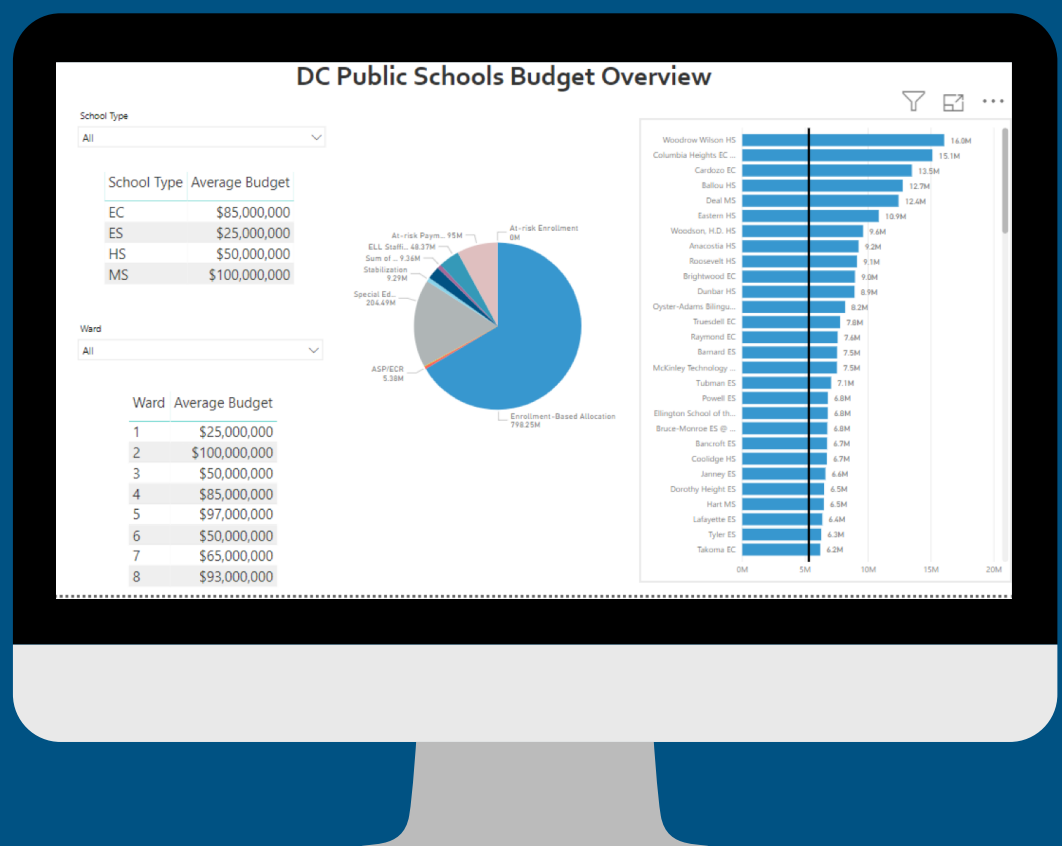 DC Public Schools Budget Overview
School Type
All
School Type Average Budget
EC $85,000,000
ES $25,000,000
HS $50,000,000
MS $100,000,000
Ward
All
Ward Average Budget
1 $25,000,000
2 $100,000,000
3 $50,000,000
4 $85,000,000
5 $97,000,000
6 $50,000,000
7 $65,000,000
8 $93,000,000
At-risk Enrollment
0M
At-risk Paym... 95M
ELL Staffi... 48.37M
Sum of ... 9.36M
Stabilization
9.29M
Special Ed...
204.49M
ASP/ECR
5.38M
Enrollment-Based Allocation
798.25M
Woodrow Wilson HS 16.0M
Columbia Heights EC ... 15.1M
Cardozo EC 13.5M
Ballou HS 12.7M
Deal MS 12.4M
Eastern HS 10.9M
Woodson, H.D. HS 9.6M
Anacostia HS 9.2M
Roosevelt HS 9.1M
Brightwood EC 9.0M
Dunbar HS 8.9M
Oyster-Adams Bilingu... 8.2M
Truesdell EC 7.8M
Raymond EC 7.6M
Barnard ES 7.5M
McKinley Technology ... 7.5M
Tubman ES 7.1M
Powell ES 6.8M
Ellington School of th... 6.8M
Bruce-Monroe ES @ ... 6.8M
Bancroft ES 6.7M
Coolidge HS 6.7M
Janney ES 6.6M
Dorothy Height ES 6.5M
Hart MS 6.5M
Lafayette ES 6.4M
Tyler ES 6.3M
Takoma EC 6.2M
0M 5M 10M 15M 20M